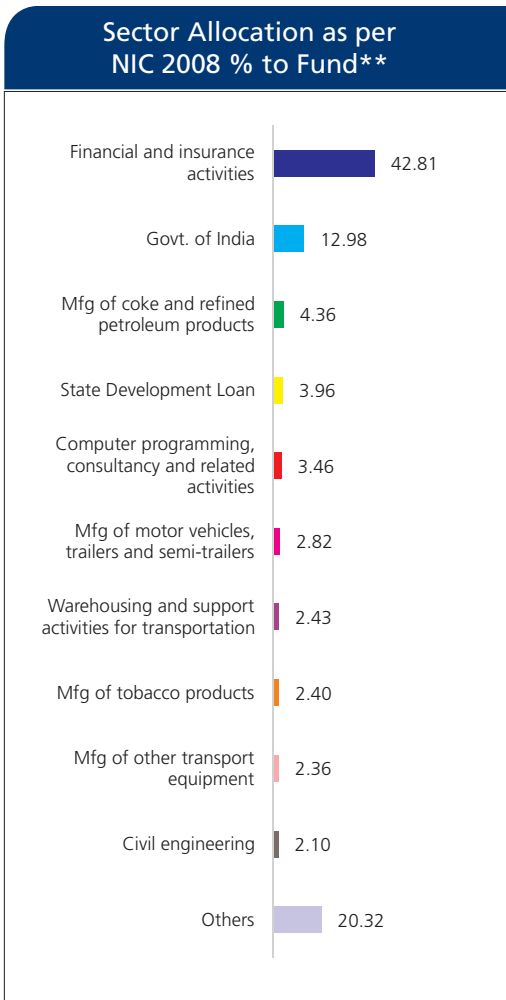 Sector Allocation as per
NIC 2008 % to Fund**
Financial and insurance
activities
42.81
Govt. of India
12.98
Mfg of coke and refined
petroleum products
4.36
State Development Loan
3.96
Computer programming,
consultancy and related
activities
3.46
Mfg of motor vehicles,
trailers and semi-trailers
2.82
Warehousing and support
activities for transportation
2.43
Mfg of tobacco products
2.40
Mfg of other transport
equipment
2.36
Civil engineering
2.10
Others
20.32